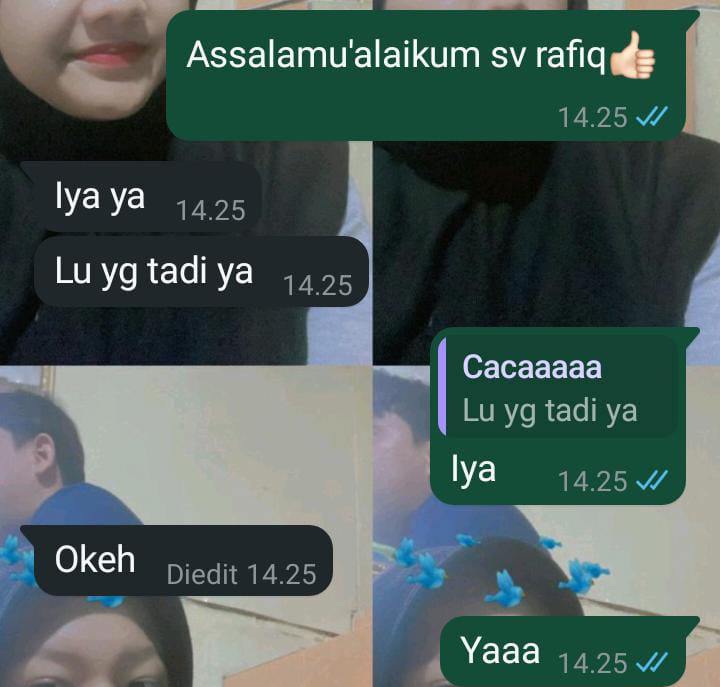 Assalamu'alaikum sv rafiq👍🏻
14.25
Iya ya 14.25
Lu yg tadi ya 14.25
Cacaaaaa
Lu yg tadi ya
Iya 14.25
Okeh Diedit 14.25
Yaaa 14.25